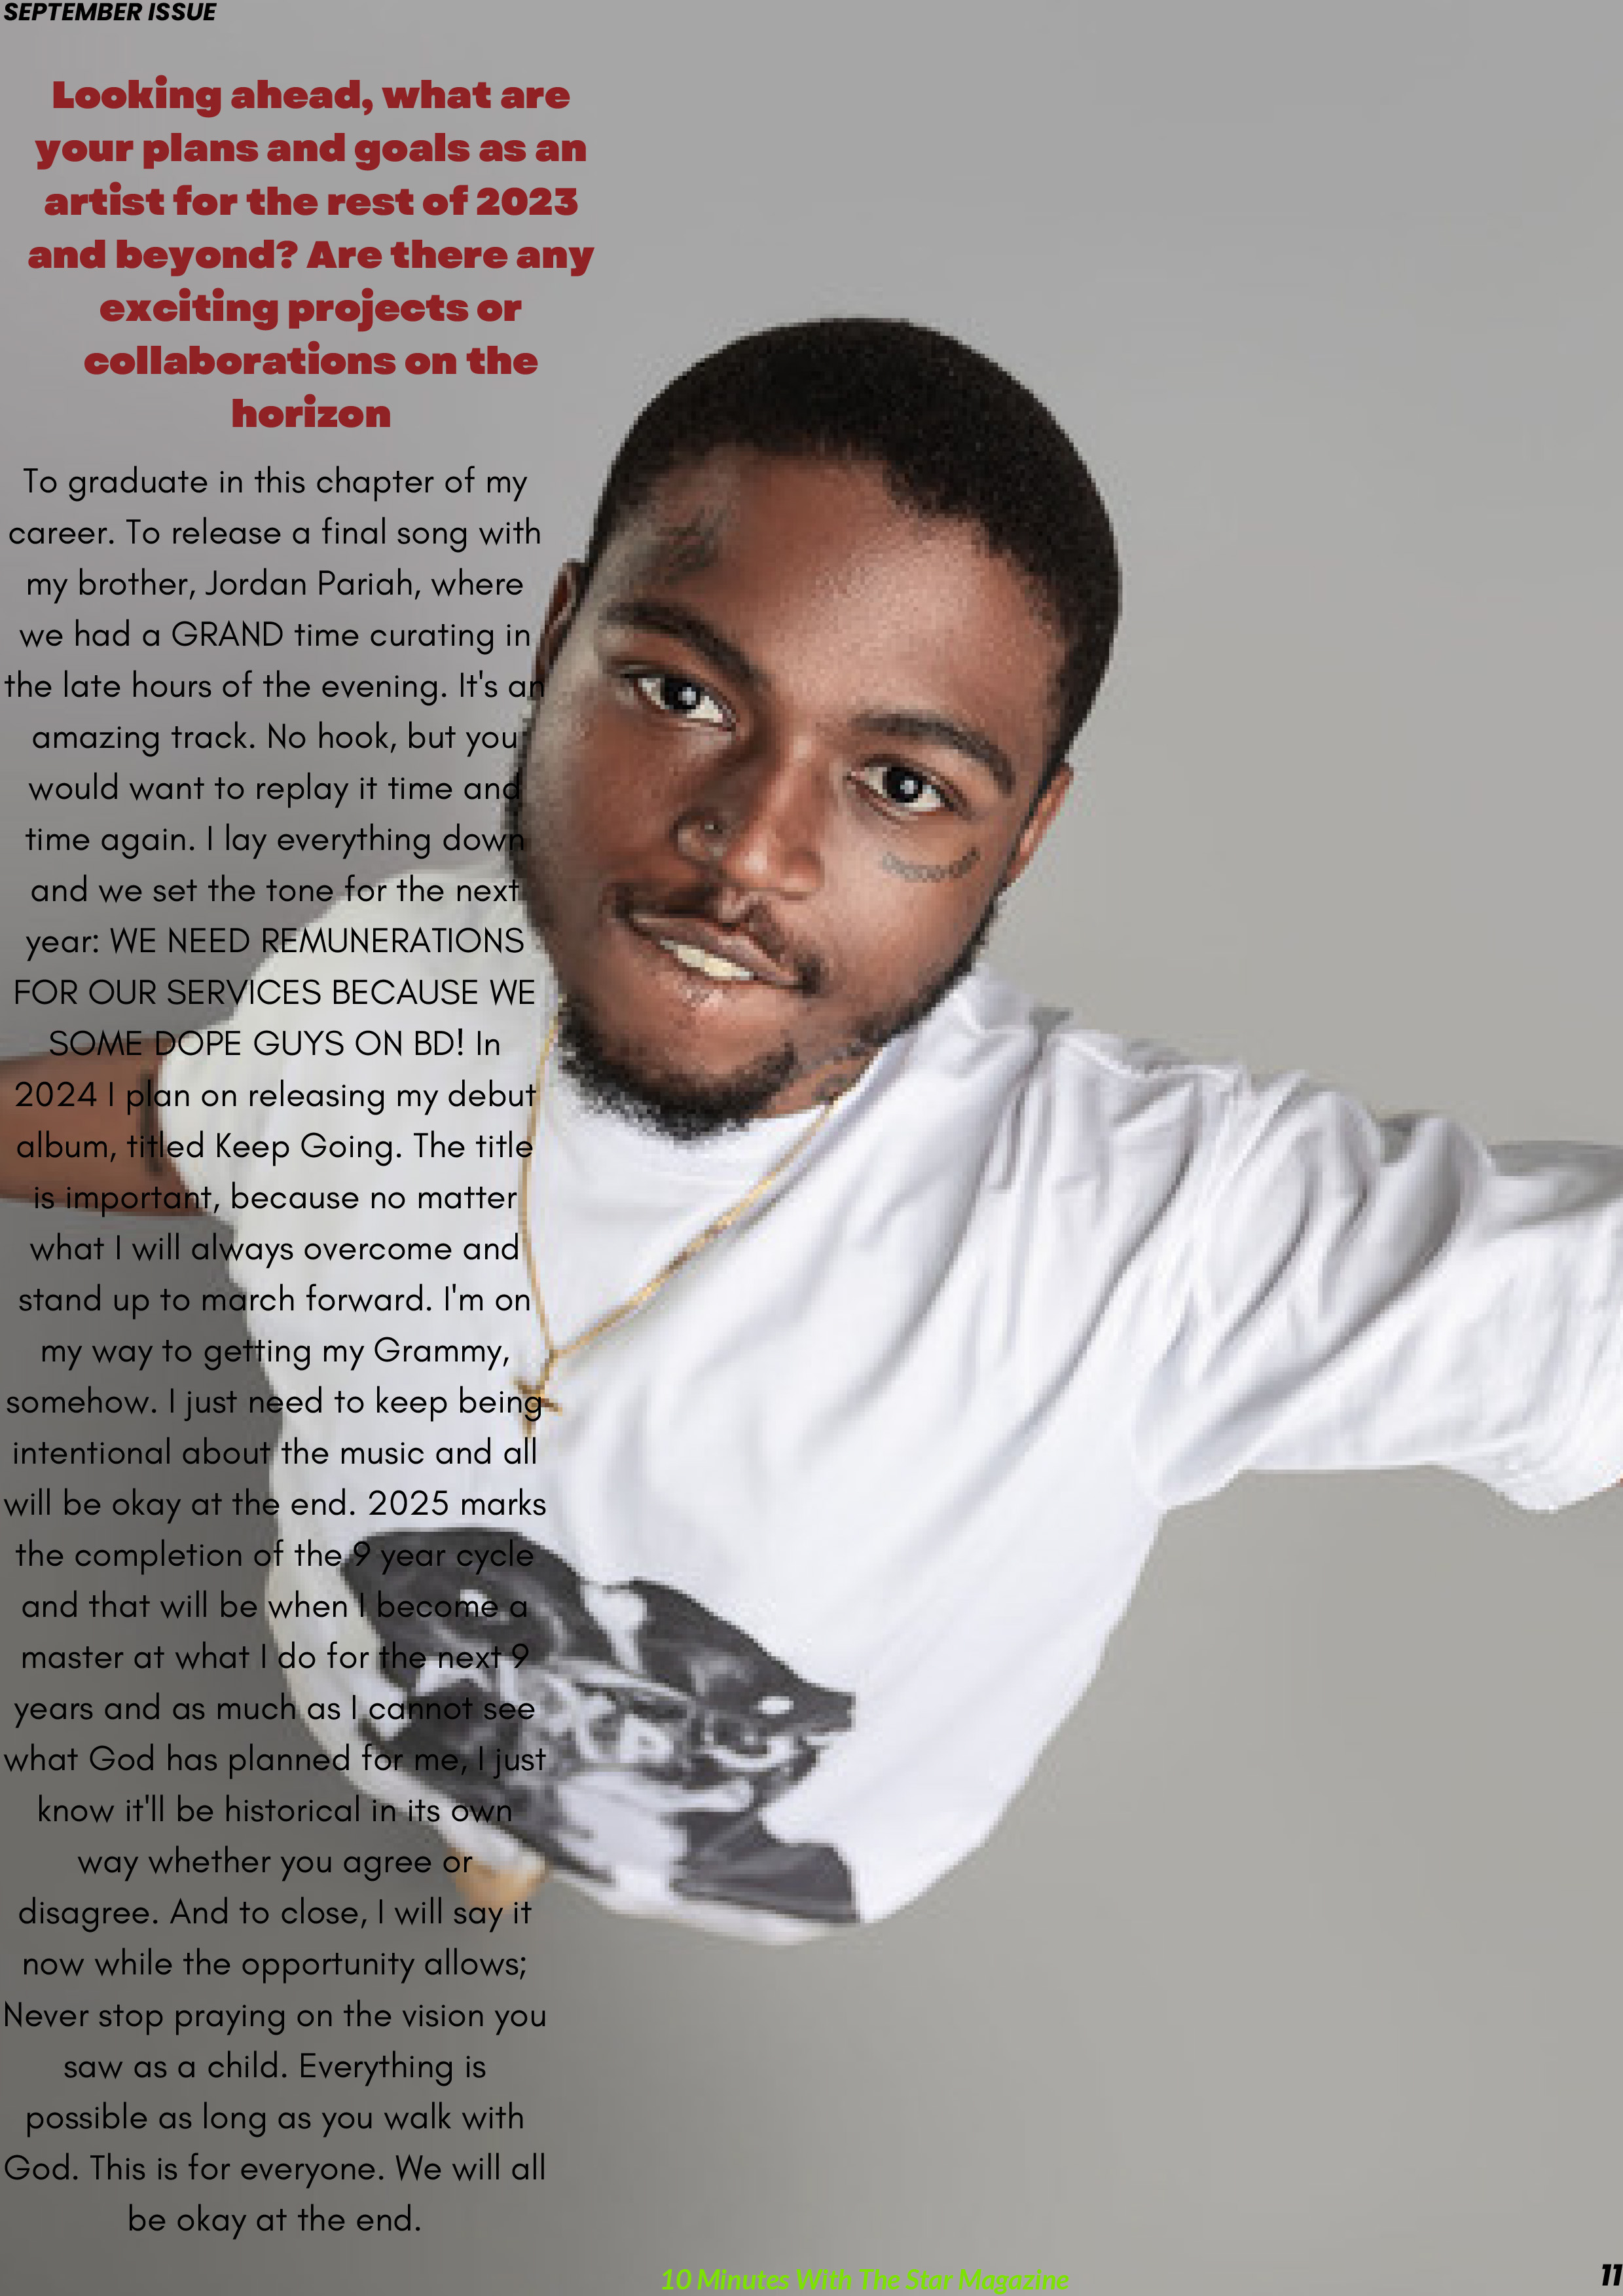 SEPTEMBER ISSUE
Looking ahead, what are
your plans and goals as an
artist for the rest of 2023
and beyond? Are there any
exciting projects or
collaborations on the
horizon
To graduate in this chapter of my
career. To release a final song with
my brother, Jordan Pariah, where
we had a GRAND time curating in
the late hours of the evening. It's an
amazing track. No hook, but you
would want to replay it time and
time again. I lay everything down
and we set the tone for the next
year: WE NEED REMUNERATIONS
FOR OUR SERVICES BECAUSE WE
SOME DOPE GUYS ON BD! In
2024 I plan on releasing my debut
album, titled Keep Going. The title
is important, because no matter
what I will always overcome and
stand up to march forward. I'm on
my way to getting my Grammy,
somehow. I just need to keep being
intentional about the music and all
will be okay at the end. 2025 marks
the completion of the 9 year cycle
and that will be when I become a
master at what I do for the next 9
years and as much as I cannot see
what God has planned for me, I just
know it'll be historical in its own
way whether you agree or
disagree. And to close, I will say it
now while the opportunity allows;
Never stop praying on the vision you
saw as a child. Everything is
possible as long as you walk with
God. This is for everyone. We will all
be okay at the end.
10 Minutes With The Star Magazine
11